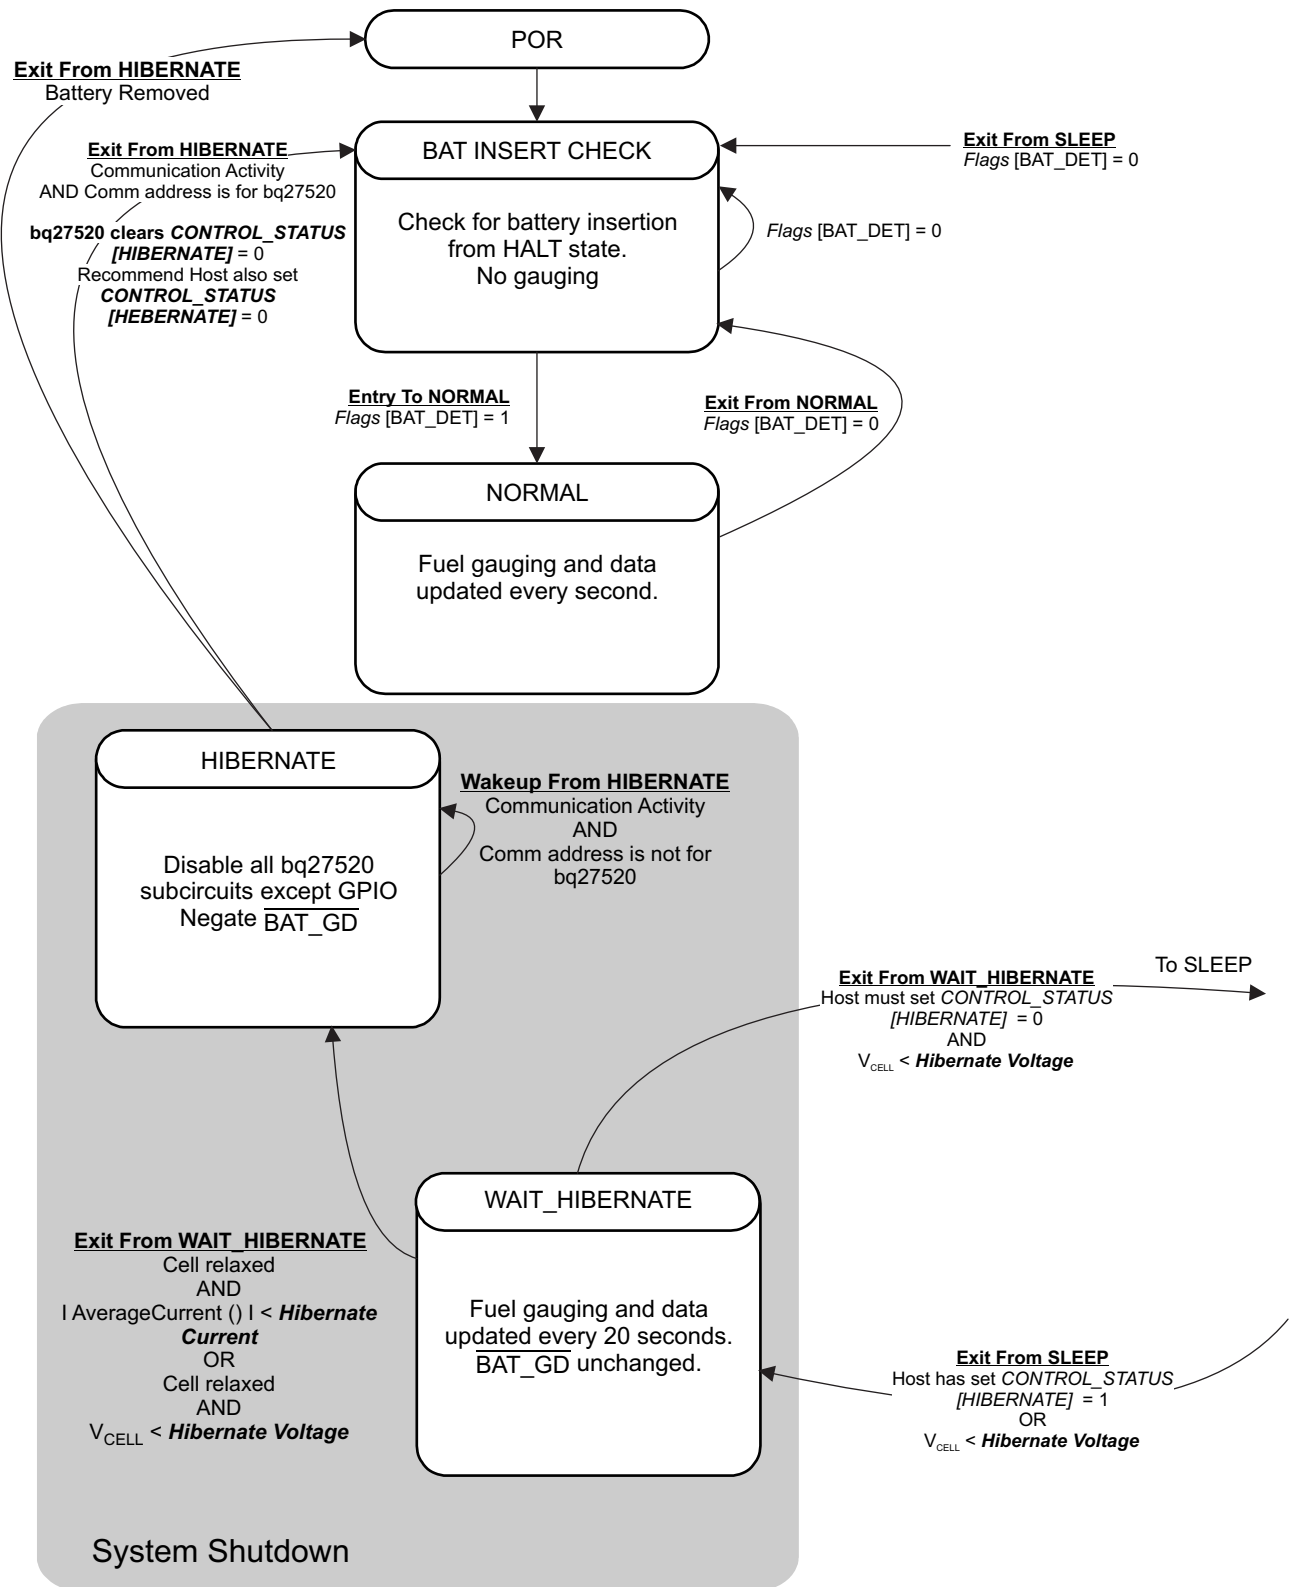 POR
Exit From HIBERNATE
Battery Removed
Exit From HIBERNATE
Communication Activity
AND Comm address is for bq27520
bq27520 clears CONTROL_STATUS
[HIBERNATE] = 0
Recommend Host also set
CONTROL_STATUS
[HEBERNATE] = 0
BAT INSERT CHECK
Check for battery insertion
from HALT state.
No gauging
Exit From SLEEP
Flags [BAT_DET] = 0
Flags [BAT_DET] = 0
Entry To NORMAL
Flags [BAT_DET] = 1
Exit From NORMAL
Flags [BAT_DET] = 0
NORMAL
Fuel gauging and data
updated every second.
HIBERNATE
Disable all bq27520
subcircuits except GPIO
Negate BAT_GD
Wakeup From HIBERNATE
Communication Activity
AND
Comm address is not for
bq27520
Exit From WAIT_HIBERNATE
Host must set CONTROL_STATUS
[HIBERNATE] = 0
AND
VCELL < Hibernate Voltage
To SLEEP
WAIT_HIBERNATE
Fuel gauging and data
updated every 20 seconds.
BAT_GD unchanged.
Exit From WAIT_HIBERNATE
Cell relaxed
AND
I AverageCurrent () I < Hibernate
Current
OR
Cell relaxed
AND
VCELL < Hibernate Voltage
Exit From SLEEP
Host has set CONTROL_STATUS
[HIBERNATE] = 1
OR
VCELL < Hibernate Voltage
System Shutdown